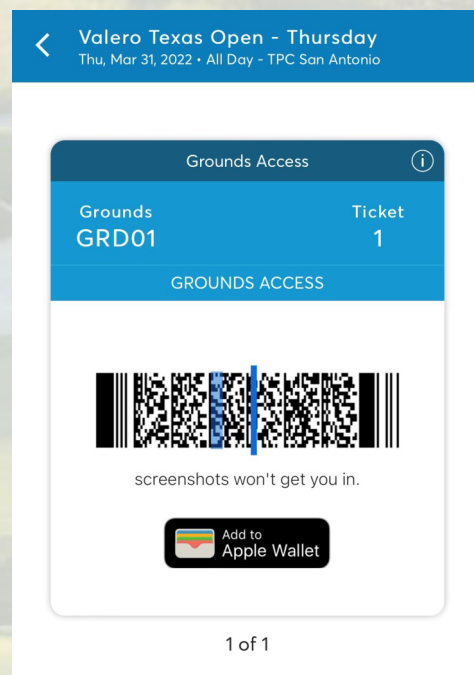 Valero Texas Open - Thursday
Thu, Mar 31, 2022 • All Day - TPC San Antonio
Grounds Access
Grounds Ticket
GRD01 1
GROUNDS ACCESS
screenshots won't get you in.
Add to
Apple Wallet
1 of 1